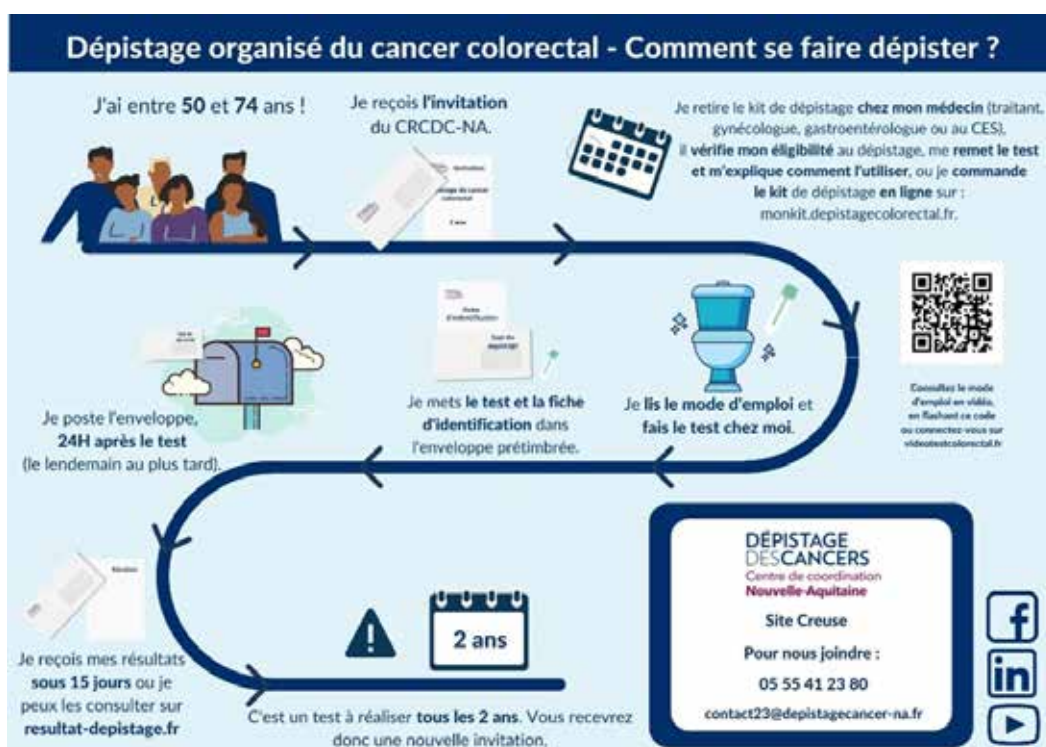 Dépistage organisé du cancer colorectal - Comment se faire dépister ?
J'ai entre 50 et 74 ans !
Je reçois l'invitation
du CRCDC-NA.
Je retire le kit de dépistage chez mon médecin (traitant,
gynécologue, gastroentérologue ou au CES),
il vérifie mon éligibilité au dépistage, me remet le test
et m'explique comment l'utiliser, ou je commande
le kit de dépistage en ligne sur :
monkit.depistagecolorectal.fr.
colorectal
2 ans
Consultez le mode
d'emploi en vidéo,
en flashant ce code
ou connectez-vous sur
videotestcolorectal.fr
Je lis le mode d'emploi et
fais le test chez moi.
Fiche
d'identification
Je mets le test et la fiche
d'identification dans
l'enveloppe prétimbrée.
Je poste l'enveloppe,
24H après le test
(le lendemain au plus tard).
Résultats
Je reçois mes résultats
sous 15 jours ou je
peux les consulter sur
resultat-depistage.fr
2 ans
C'est un test à réaliser tous les 2 ans. Vous recevrez
donc une nouvelle invitation.
DÉPISTAGE
DES CANCERS
Centre de coordination
Nouvelle-Aquitaine
Site Creuse
Pour nous joindre :
05 55 41 23 80
contact23@depistagecancer-na.fr